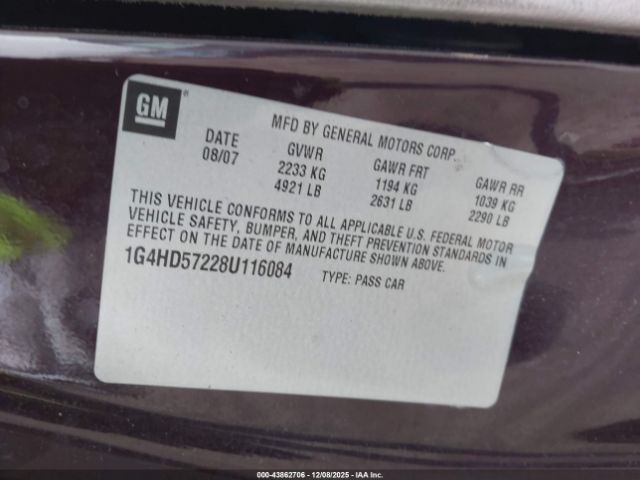 GM®
MFD BY GENERAL MOTORS CORP.
DATE GVWR GAWR FRT GAWR RR
08/07 2233 KG 1194 KG 1039 KG
4921 LB 2631 LB 2290 LB
THIS VEHICLE CONFORMS TO ALL APPLICABLE U.S. FEDERAL MOTOR
VEHICLE SAFETY, BUMPER, AND THEFT PREVENTION STANDARDS IN
EFFECT ON THE DATE OF MANUFACTURE SHOWN ABOVE.
1G4HD57228U116084 TYPE: PASS CAR
000-43862706 - 12/08/2025 - IAA Inc.